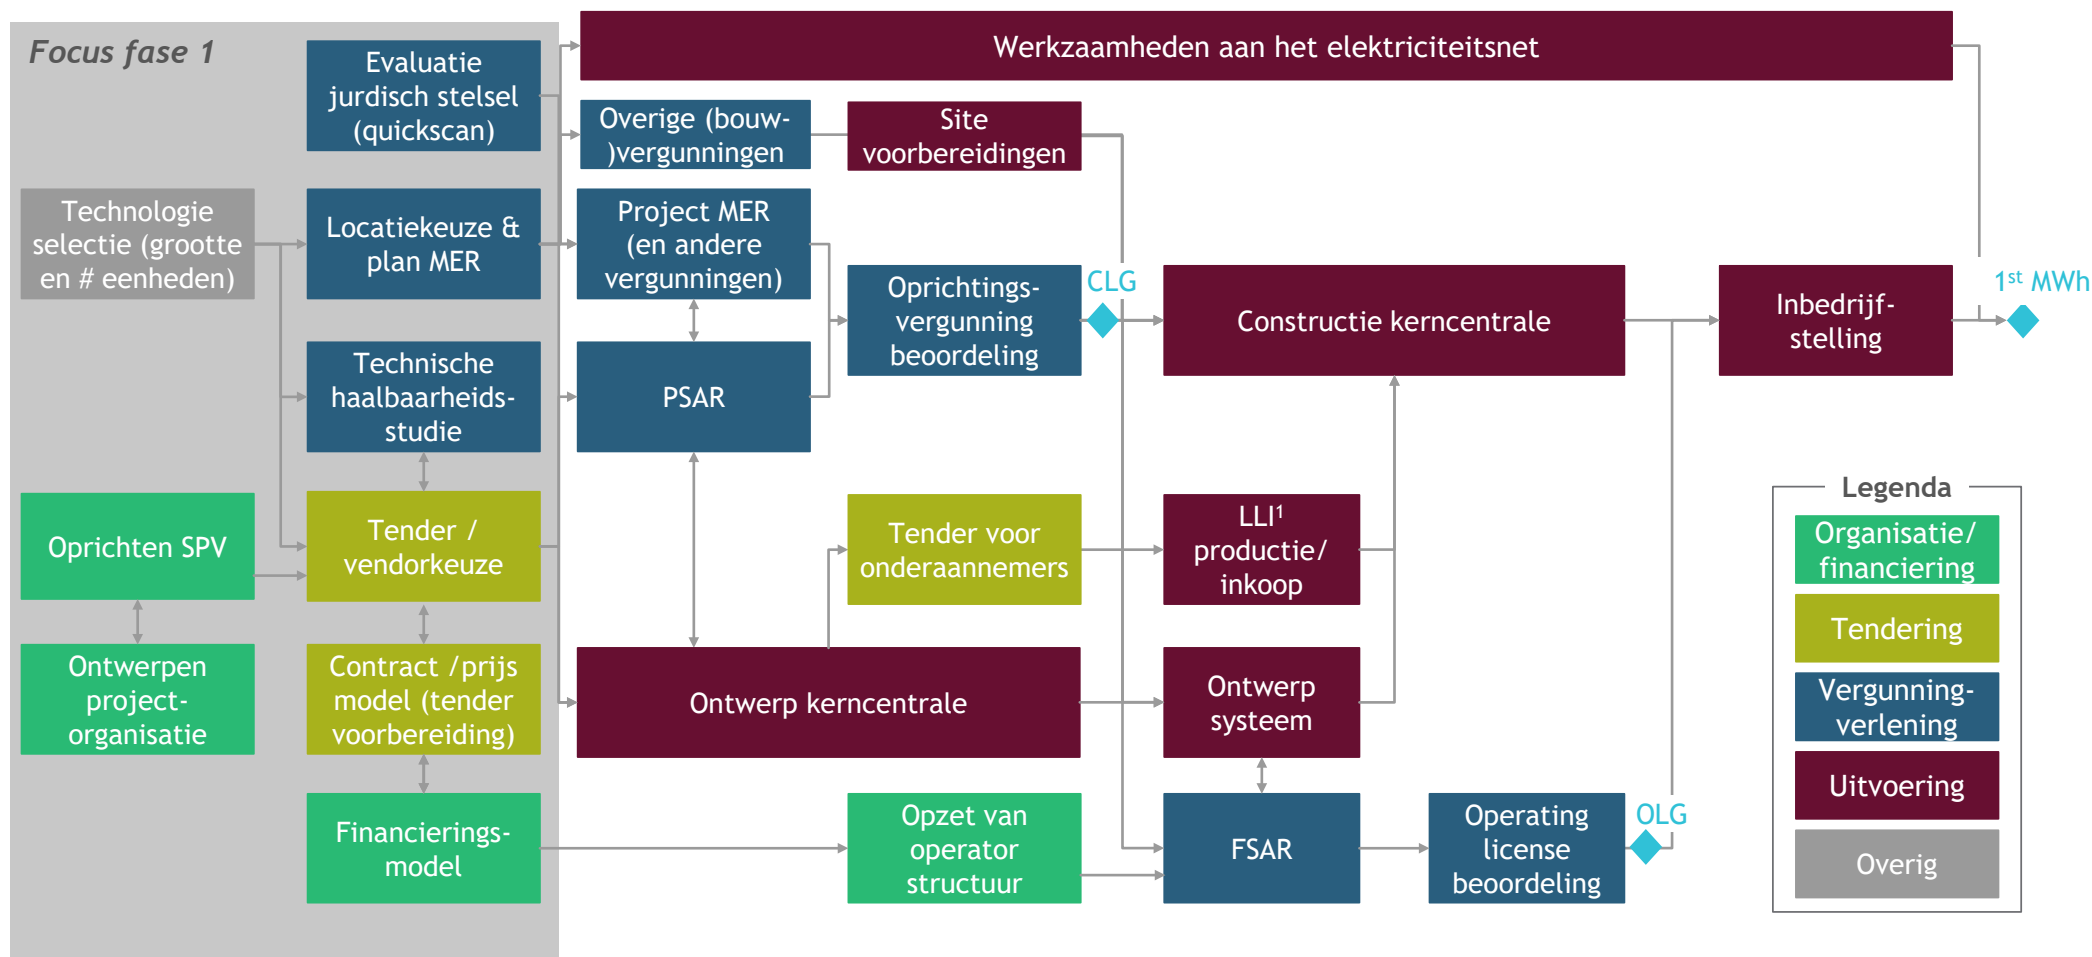 Focus fase 1
Evaluatie
jurdisch stelsel
(quickscan)
Werkzaamheden aan het elektriciteitsnet
Overige (bouw-
)vergunningen
Site
voorbereidingen
Technologie
selectie (grootte
en # eenheden)
Locatiekeuze &
plan MER
Project MER
(en andere
vergunningen)
Oprichtings-
vergunning
beoordeling
CLG
Constructie kerncentrale
Inbedrijf-
stelling
1st MWh
Technische
haalbaarheids-
studie
PSAR
Oprichten SPV
Tender /
vendorkeuze
Tender voor
onderaannemers
LLI¹
productie/
inkoop
Ontwerpen
project-
organisatie
Contract /prijs
model (tender
voorbereiding)
Ontwerp kerncentrale
Ontwerp
systeem
Financierings-
model
Opzet van
operator
structuur
FSAR
Operating
license
beoordeling
OLG
Legenda
Organisatie/
financiering
Tendering
Vergunning-
verlening
Uitvoering
Overig